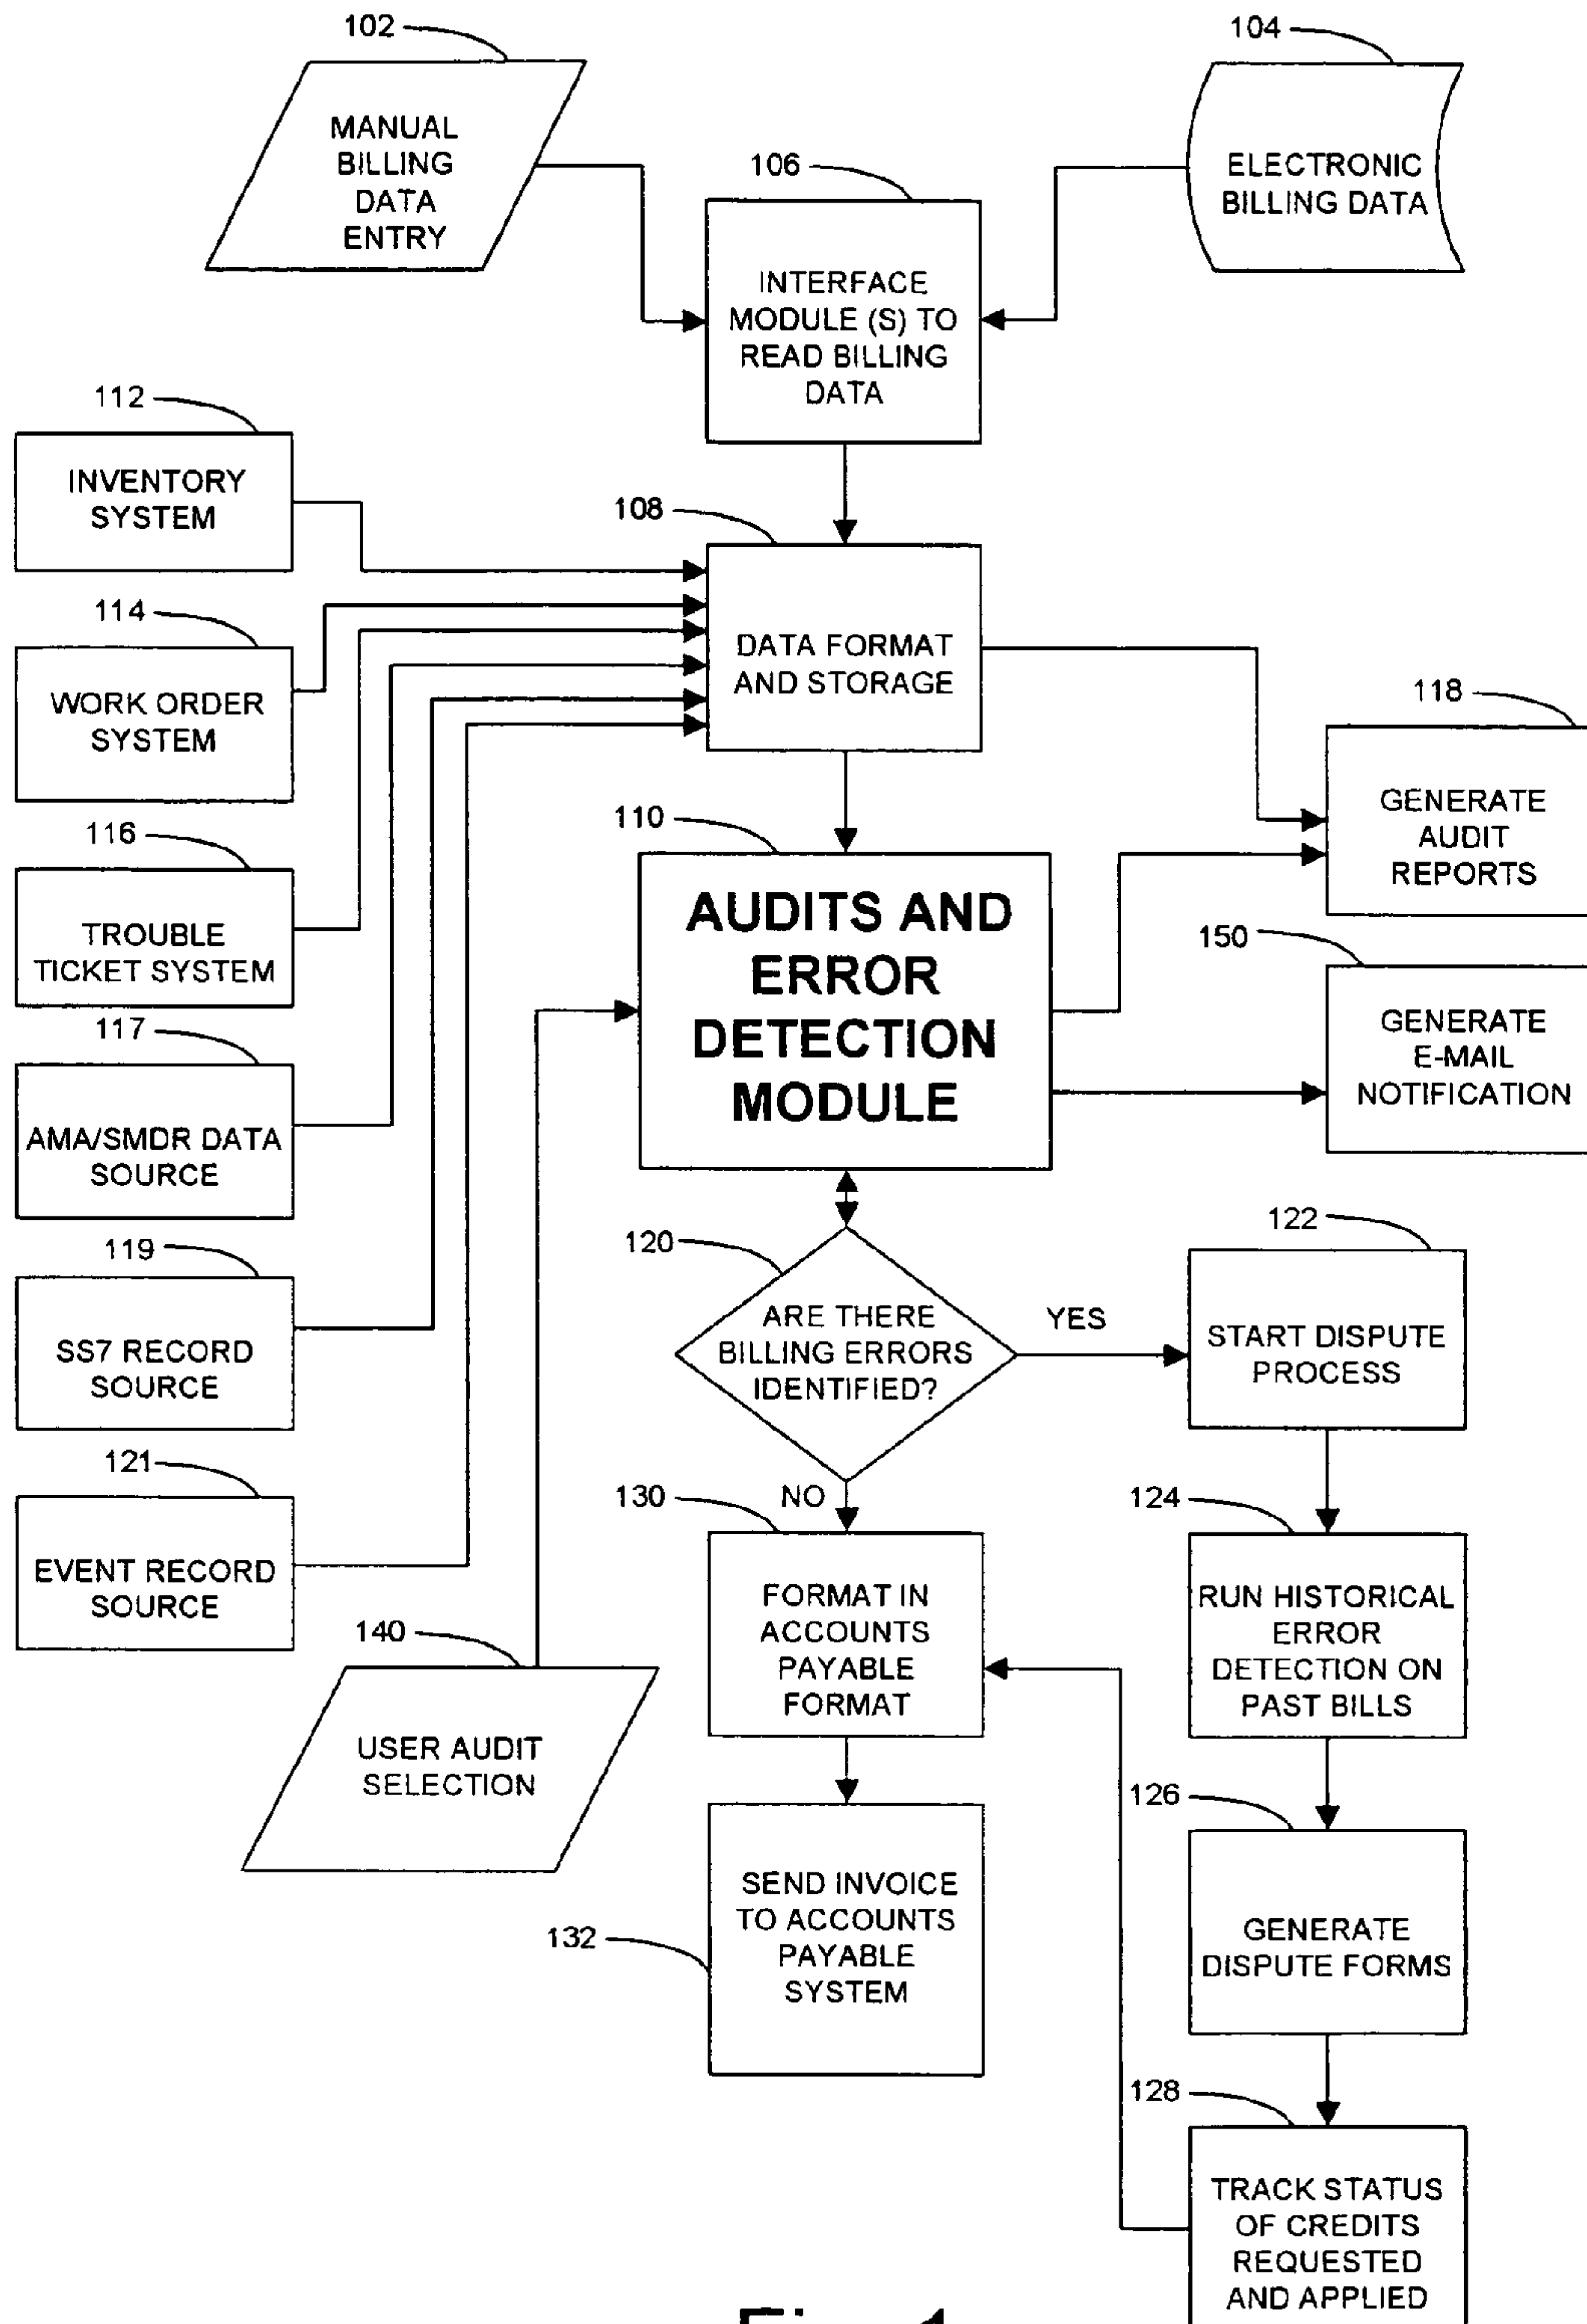 102
MANUAL
BILLING
DATA
ENTRY
104
ELECTRONIC
BILLING DATA
106
INTERFACE
MODULE (S) TO
READ BILLING
DATA
112
INVENTORY
SYSTEM
108
DATA FORMAT
AND STORAGE
114
WORK ORDER
SYSTEM
118
GENERATE
AUDIT
REPORTS
116
TROUBLE
TICKET SYSTEM
110
AUDITS AND
ERROR
DETECTION
MODULE
150
GENERATE
E-MAIL
NOTIFICATION
117
AMA/SMDR DATA
SOURCE
119
SS7 RECORD
SOURCE
120
ARE THERE
BILLING ERRORS
IDENTIFIED?
YES
122
START DISPUTE
PROCESS
121
EVENT RECORD
SOURCE
NO
130
FORMAT IN
ACCOUNTS
PAYABLE
FORMAT
124
RUN HISTORICAL
ERROR
DETECTION ON
PAST BILLS
140
USER AUDIT
SELECTION
132
SEND INVOICE
TO ACCOUNTS
PAYABLE
SYSTEM
126
GENERATE
DISPUTE FORMS
128
TRACK STATUS
OF CREDITS
REQUESTED
AND APPLIED